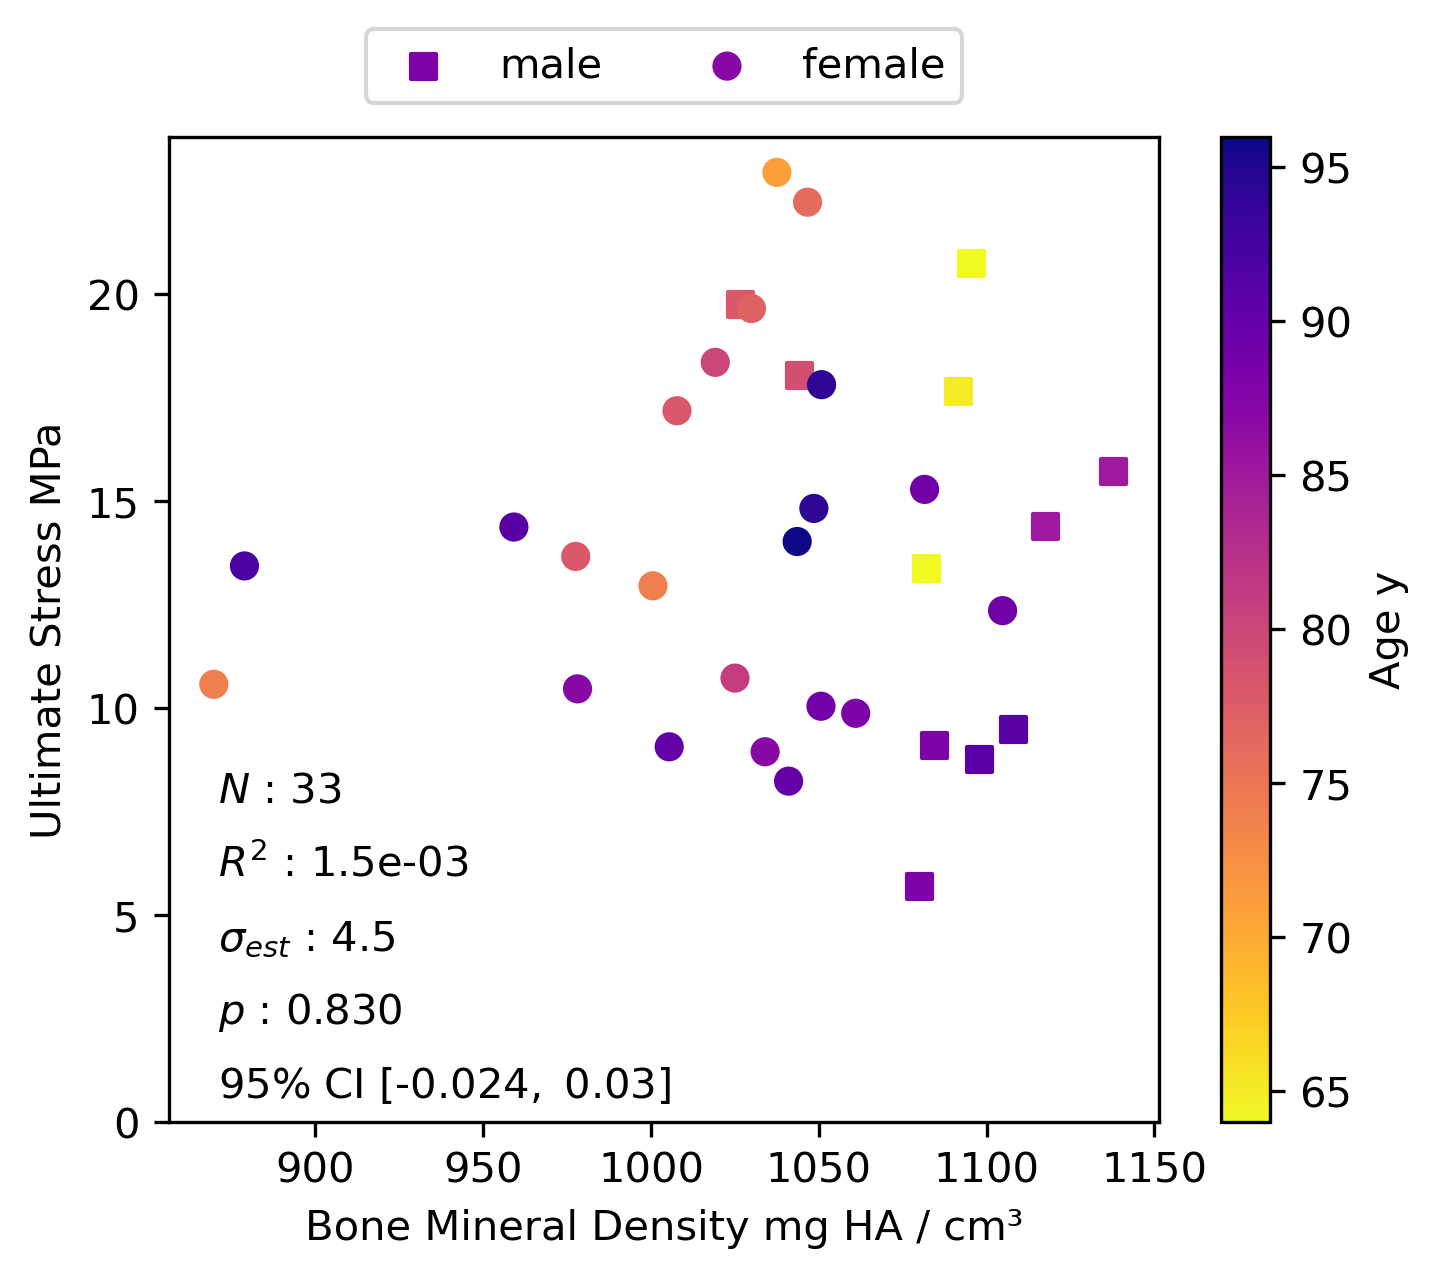 male female
20
15
10
5
0
Ultimate Stress MPa
N : 33
R² : 1.5e-03
σest : 4.5
p : 0.830
95% CI [-0.024, 0.03]
900 950 1000 1050 1100 1150
Bone Mineral Density mg HA / cm³
95
90
85
80
75
70
65
Age y